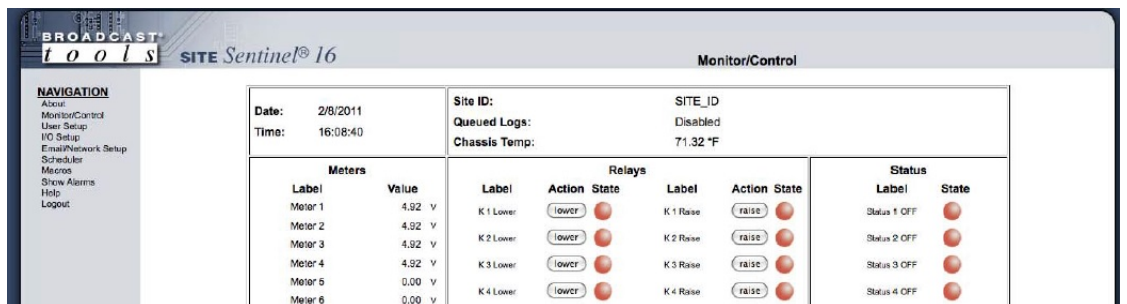 BROADCAST®
tools
SITE Sentinel® 16
Monitor/Control
NAVIGATION
About
Monitor/Control
User Setup
I/O Setup
Email/Network Setup
Scheduler
Macros
Show Alarms
Help
Logout
Date: 2/8/2011
Time: 16:08:40
Site ID: SITE_ID
Queued Logs: Disabled
Chassis Temp: 71.32 °F
Meters
Label Value
Meter 1 4.92 V
Meter 2 4.92 V
Meter 3 4.92 V
Meter 4 4.92 V
Meter 5 0.00 V
Meter 6 0.00 V
Relays
Label Action State Label Action State
K 1 Lower lower K 1 Raise raise
K 2 Lower lower K 2 Raise raise
K 3 Lower lower K 3 Raise raise
K 4 Lower lower K 4 Raise raise
Status
Label State
Status 1 OFF
Status 2 OFF
Status 3 OFF
Status 4 OFF